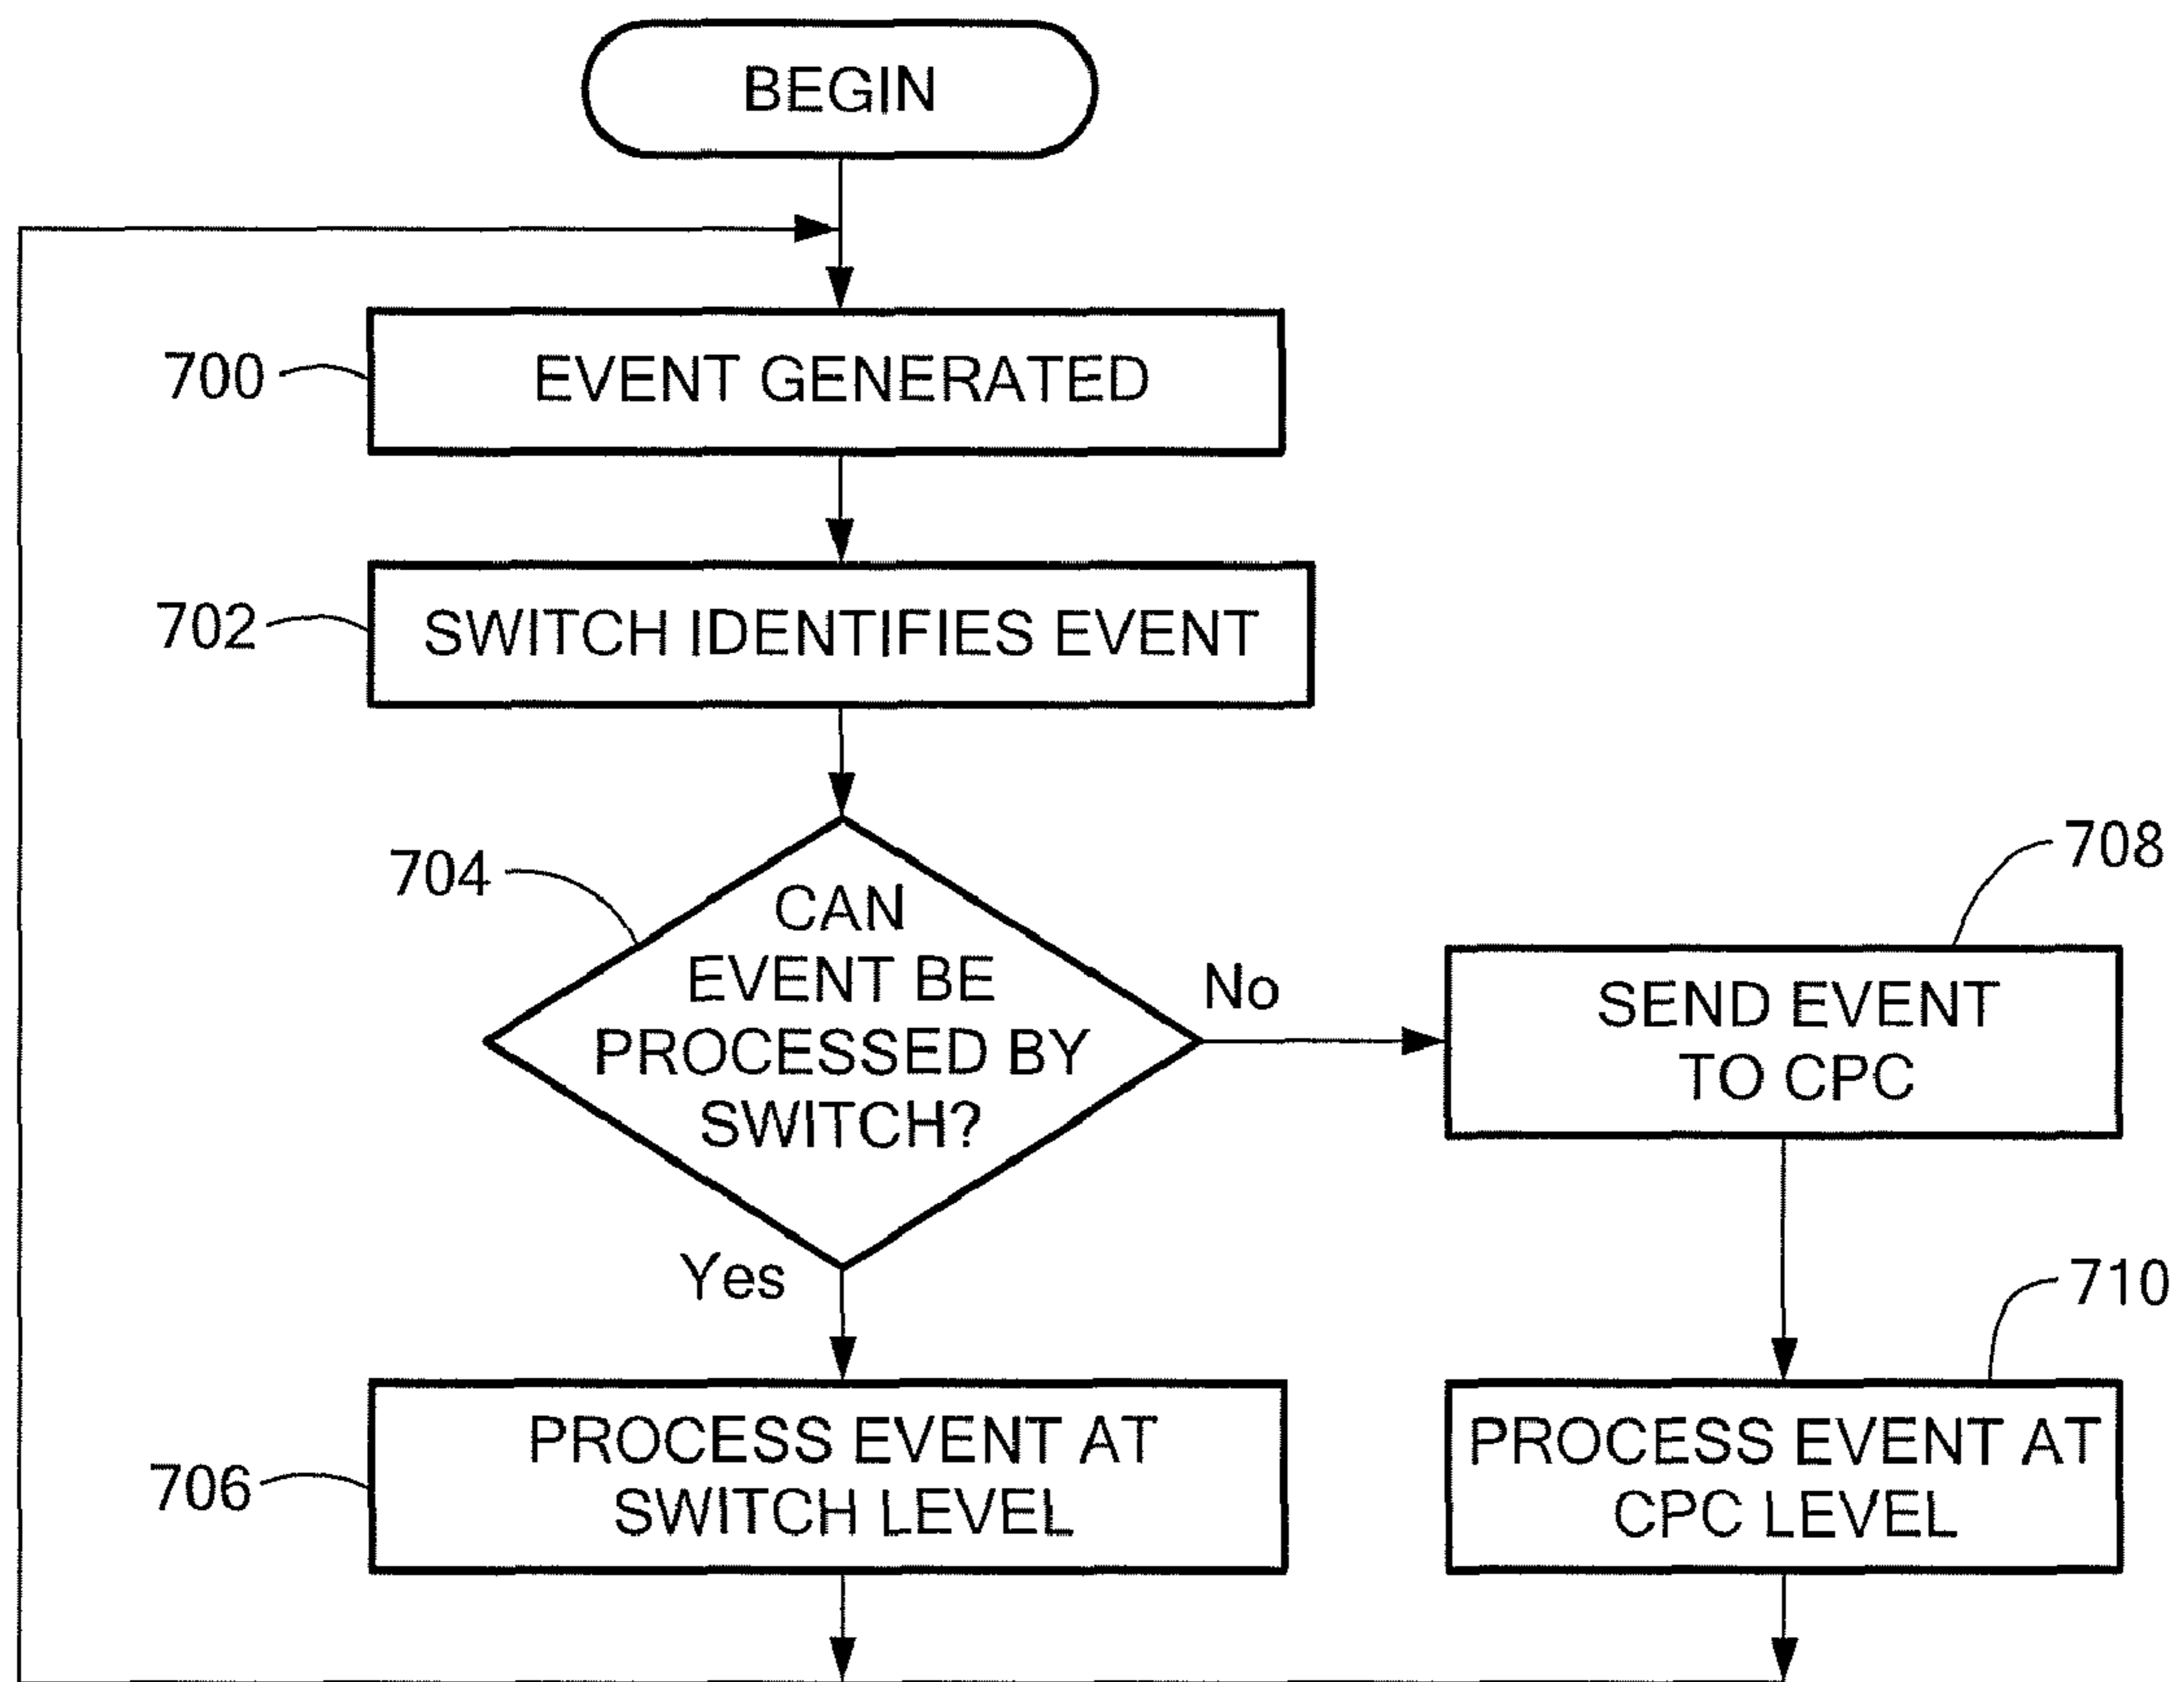 BEGIN
700
EVENT GENERATED
702
SWITCH IDENTIFIES EVENT
704
CAN
EVENT BE
PROCESSED BY
SWITCH?
No
708
SEND EVENT
TO CPC
Yes
710
706
PROCESS EVENT AT
SWITCH LEVEL
PROCESS EVENT AT
CPC LEVEL